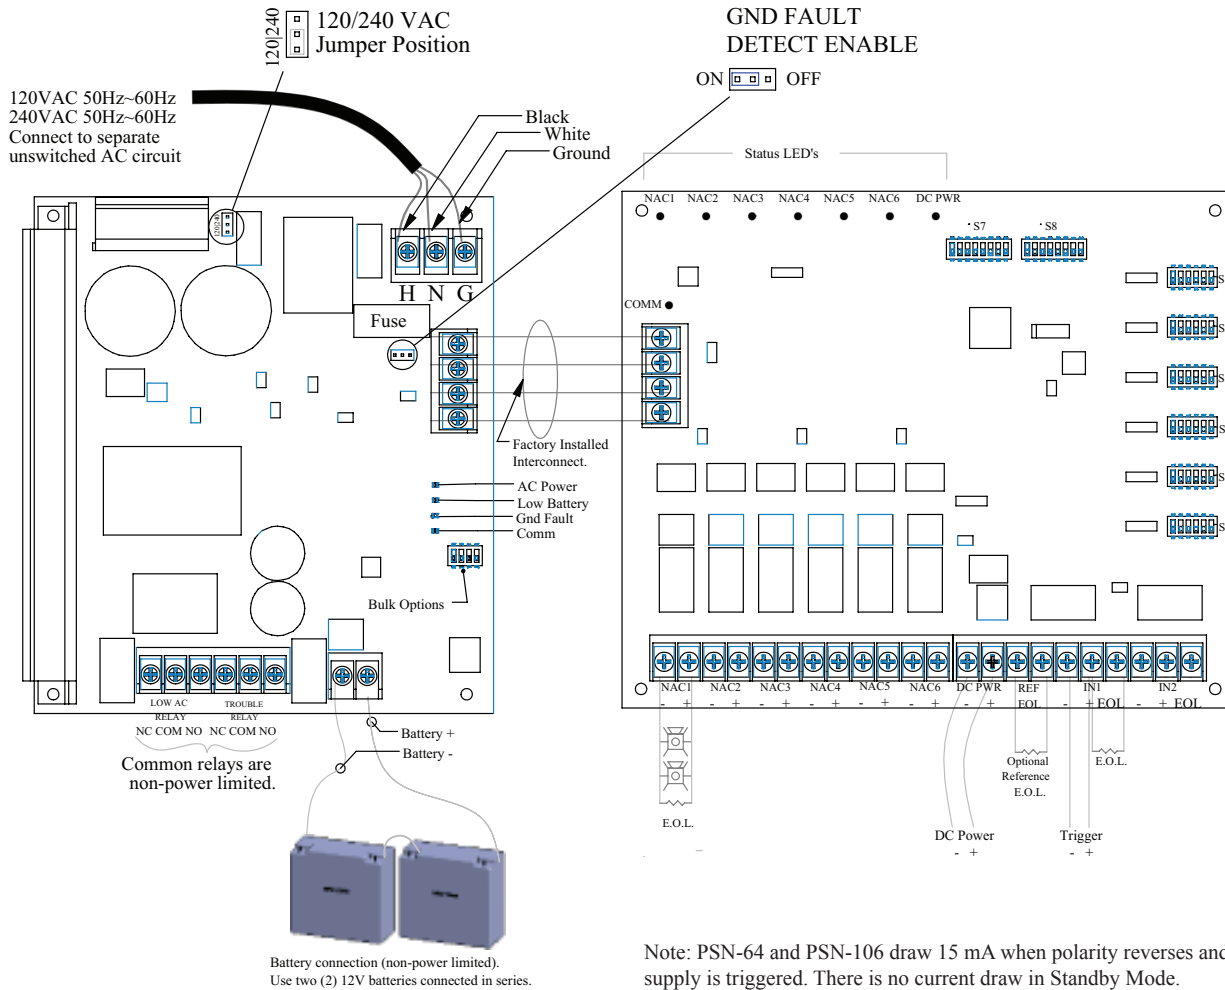 120|240
120/240 VAC
Jumper Position
GND FAULT
DETECT ENABLE
ON OFF
120VAC 50Hz~60Hz
240VAC 50Hz~60Hz
Connect to separate
unswitched AC circuit
Black
White
Ground
Status LED's
NAC1 NAC2 NAC3 NAC4 NAC5 NAC6 DC PWR
S7 S8
120|240
H N G
Fuse
COMM
S
S
S
S
S
S
Factory Installed
Interconnect.
AC Power
Low Battery
Gnd Fault
Comm
Bulk Options
LOW AC
RELAY
NC COM NO
TROUBLE
RELAY
NC COM NO
Common relays are
non-power limited.
Battery +
Battery -
NAC1 NAC2 NAC3 NAC4 NAC5 NAC6 DC PWR REF IN1 IN2
- + - + - + - + - + - + - + EOL - + EOL - + EOL
E.O.L.
Optional
Reference
E.O.L.
E.O.L.
DC Power
- +
Trigger
- +
Battery connection (non-power limited).
Use two (2) 12V batteries connected in series.
Note: PSN-64 and PSN-106 draw 15 mA when polarity reverses and
supply is triggered. There is no current draw in Standby Mode.